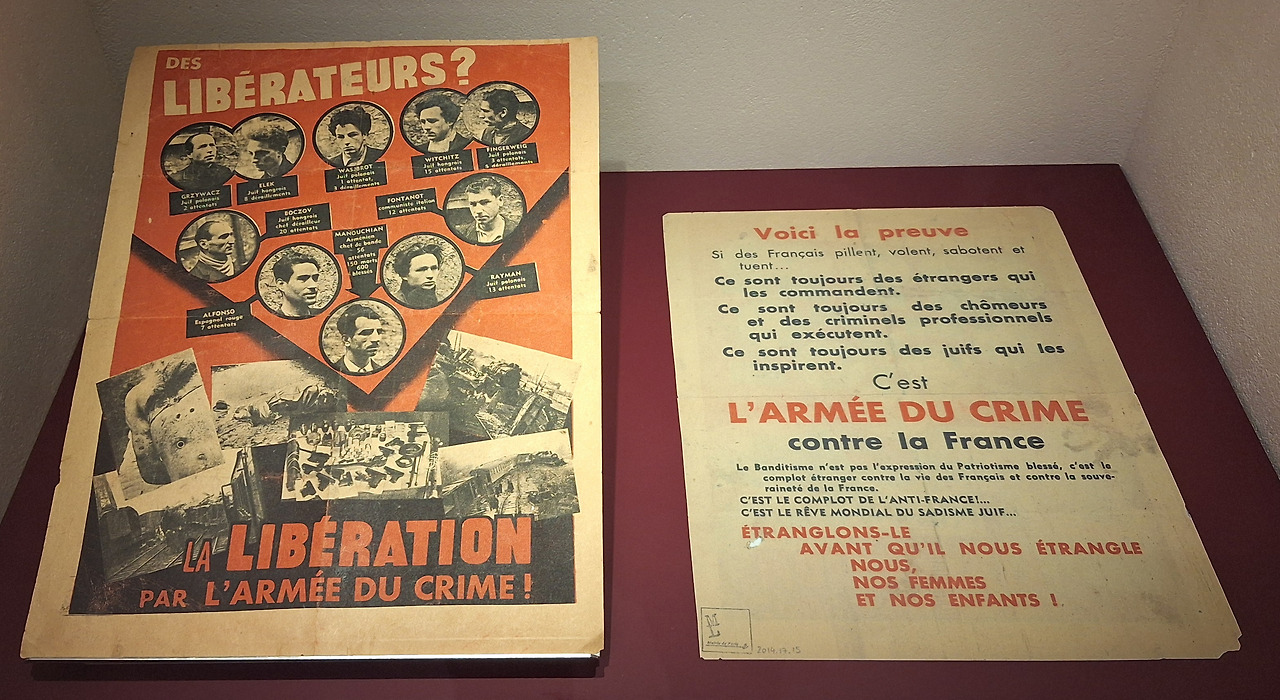 DES
LIBÉRATEURS?
GRZYWACZ
Juif polonais
2 attentats
ELEK
Juif hongrois
8 déraillements
WASJBROT
Juif polonais
1 attentat,
3 déraillements
WITCHITZ
Juif hongrois
15 attentats
FINGERWEIG
Juif polonais
3 attentats,
5 déraillements
BOCZOV
Juif hongrois
chef dérailleur
20 attentats
MANOUCHIAN
Arménien
chef de bande
56
attentats
150 morts
600
blessés
FONTANOT
communiste italien
12 attentats
ALFONSO
Espagnol rouge
7 attentats
RAYMAN
Juif polonais
13 attentats
LA LIBÉRATION
PAR L'ARMÉE DU CRIME !
Voici la preuve
Si des Français pillent, volent, sabotent et
tuent...
Ce sont toujours des étrangers qui
les commandent.
Ce sont toujours des chômeurs
et des criminels professionnels
qui exécutent.
Ce sont toujours des juifs qui les
inspirent.
C'est
L'ARMÉE DU CRIME
contre la France
Le Banditisme n'est pas l'expression du Patriotisme blessé, c'est le
complot étranger contre la vie des Français et contre la souve-
raineté de la France.
C'EST LE COMPLOT DE L'ANTI-FRANCE!...
C'EST LE RÊVE MONDIAL DU SADISME JUIF...
ÉTRANGLONS-LE
AVANT QU'IL NOUS ÉTRANGLE
NOUS,
NOS FEMMES
ET NOS ENFANTS !
2014.17.15